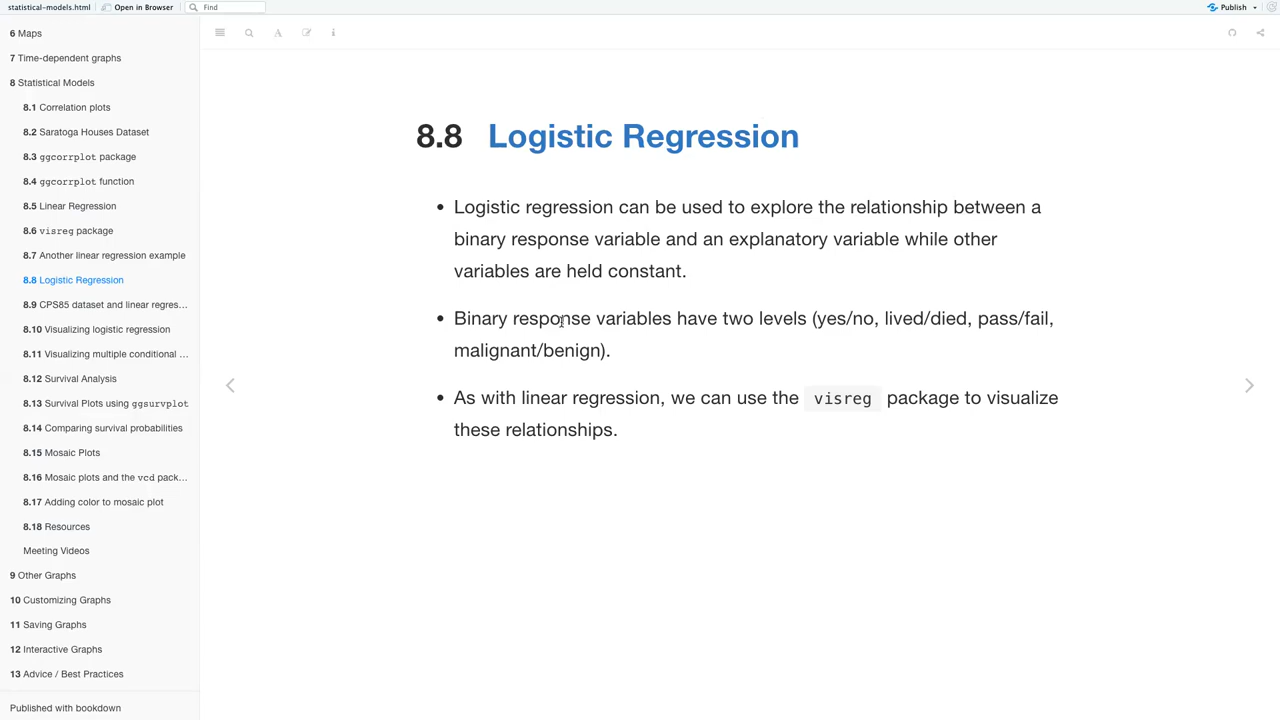 statistical-models.html Open in Browser Find Publish
6 Maps
7 Time-dependent graphs
8 Statistical Models
8.1 Correlation plots
8.2 Saratoga Houses Dataset
8.3 ggcorrplot package
8.4 ggcorrplot function
8.5 Linear Regression
8.6 visreg package
8.7 Another linear regression example
8.8 Logistic Regression
8.9 CPS85 dataset and linear regres...
8.10 Visualizing logistic regression
8.11 Visualizing multiple conditional ...
8.12 Survival Analysis
8.13 Survival Plots using ggsurvplot
8.14 Comparing survival probabilities
8.15 Mosaic Plots
8.16 Mosaic plots and the vcd pack...
8.17 Adding color to mosaic plot
8.18 Resources
Meeting Videos
9 Other Graphs
10 Customizing Graphs
11 Saving Graphs
12 Interactive Graphs
13 Advice / Best Practices
Published with bookdown
8.8 Logistic Regression
• Logistic regression can be used to explore the relationship between a
binary response variable and an explanatory variable while other
variables are held constant.
• Binary response variables have two levels (yes/no, lived/died, pass/fail,
malignant/benign).
• As with linear regression, we can use the visreg package to visualize
these relationships.